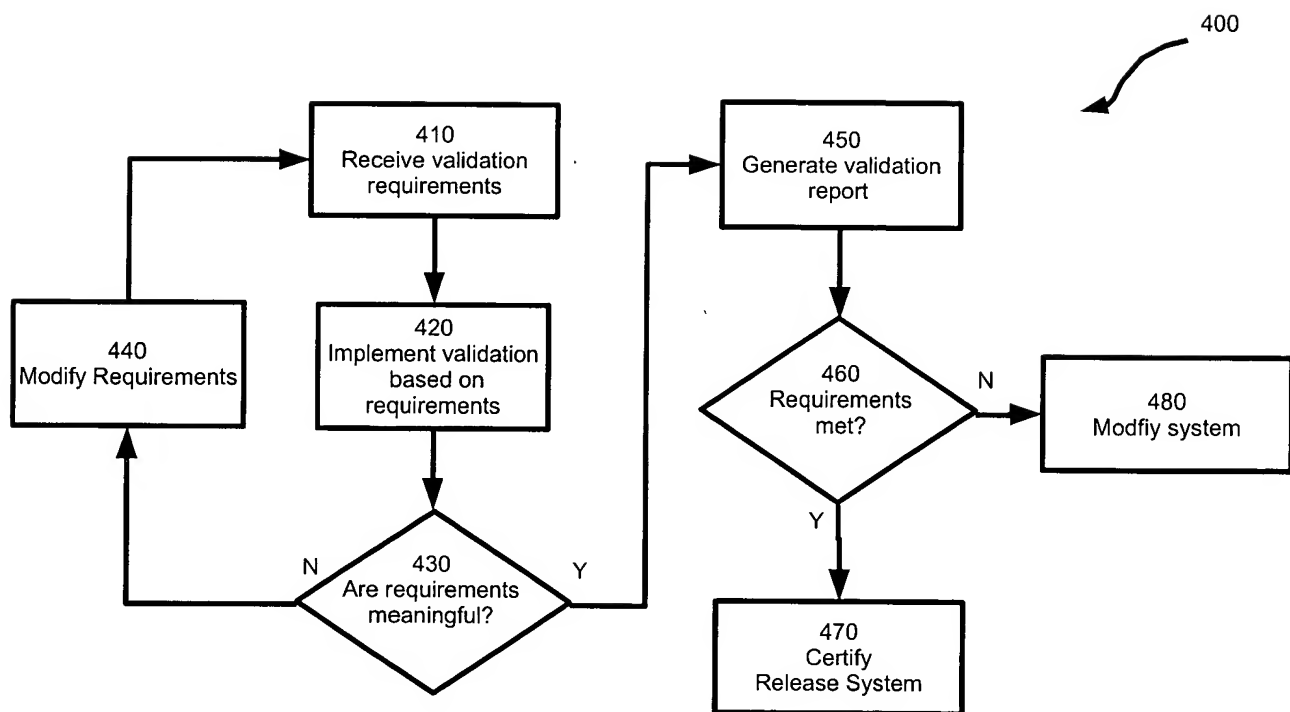 400
410
Receive validation
requirements
420
Implement validation
based on
requirements
430
Are requirements
meaningful?
N
Y
440
Modify Requirements
450
Generate validation
report
460
Requirements
met?
N
Y
480
Modfiy system
470
Certify
Release System